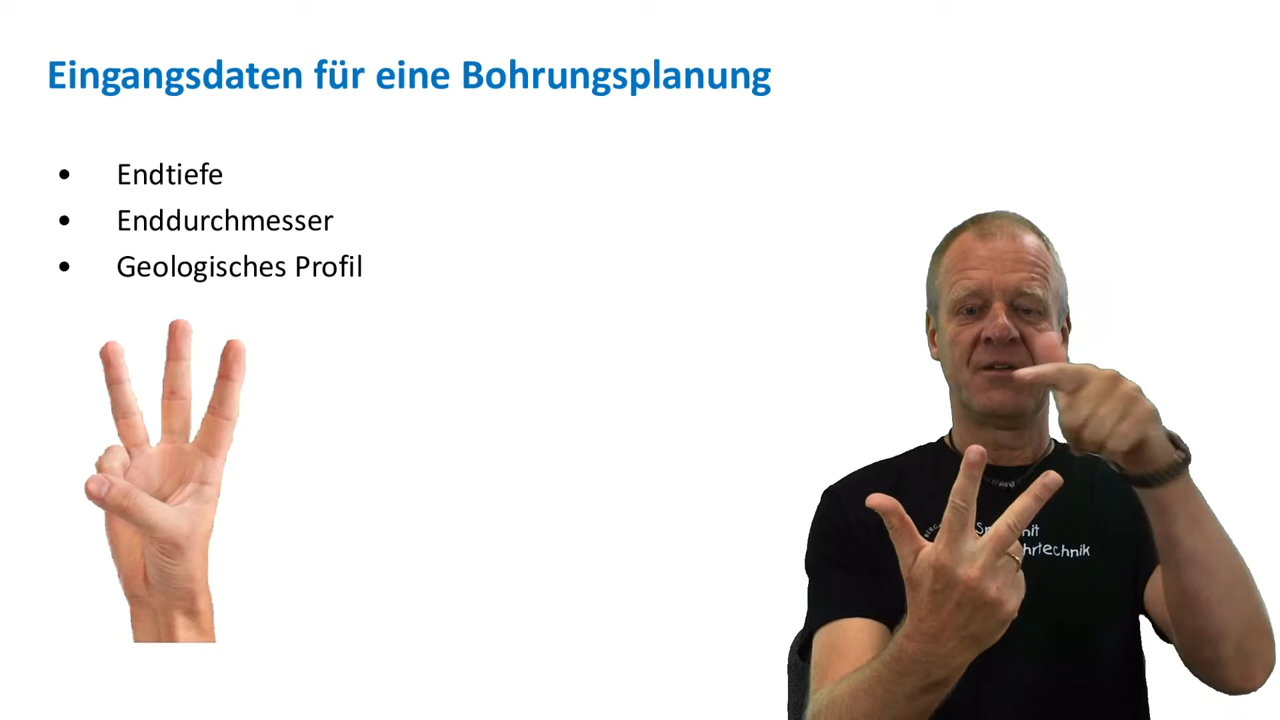 Eingangsdaten für eine Bohrungsplanung
• Endtiefe
• Enddurchmesser
• Geologisches Profil